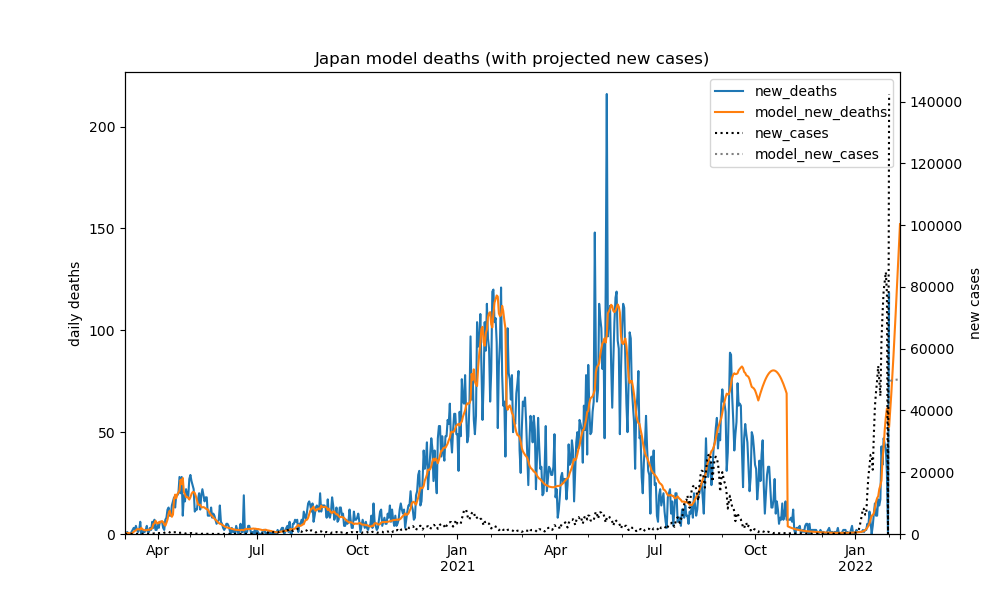 Japan model deaths (with projected new cases)
new_deaths
model_new_deaths
new_cases
model_new_cases
daily deaths
200
150
100
50
0
new cases
140000
120000
100000
80000
60000
40000
20000
0
Apr Jul Oct Jan Apr Jul Oct Jan
2021 2022